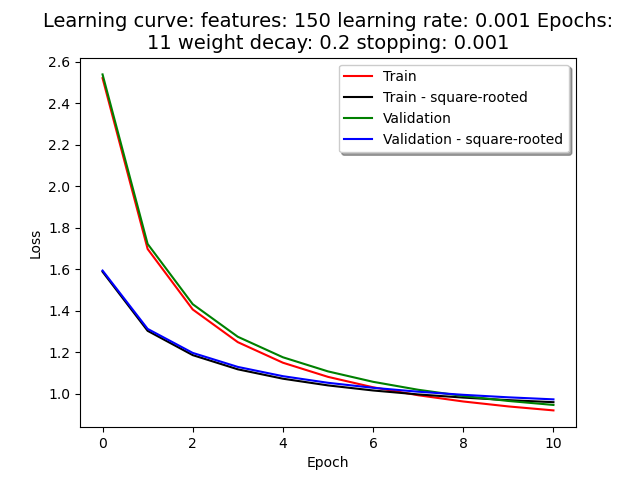 Learning curve: features: 150 learning rate: 0.001 Epochs:
11 weight decay: 0.2 stopping: 0.001
Train
Train - square-rooted
Validation
Validation - square-rooted
Loss
2.6
2.4
2.2
2.0
1.8
1.6
1.4
1.2
1.0
0 2 4 6 8 10
Epoch